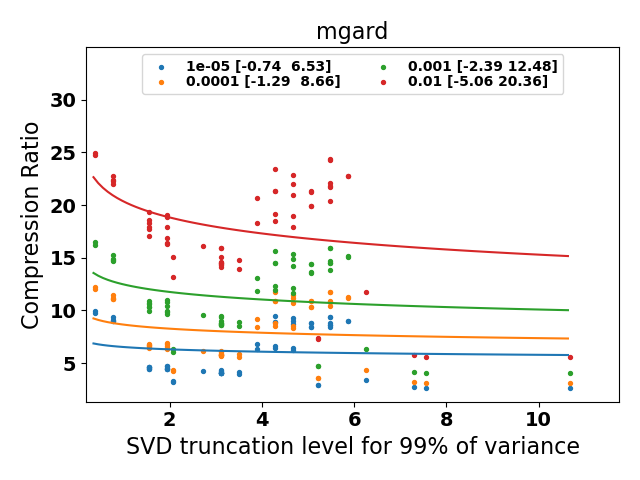 mgard
1e-05 [-0.74  6.53]
0.0001 [-1.29  8.66]
0.001 [-2.39 12.48]
0.01 [-5.06 20.36]
Compression Ratio
30
25
20
15
10
5
2 4 6 8 10
SVD truncation level for 99% of variance